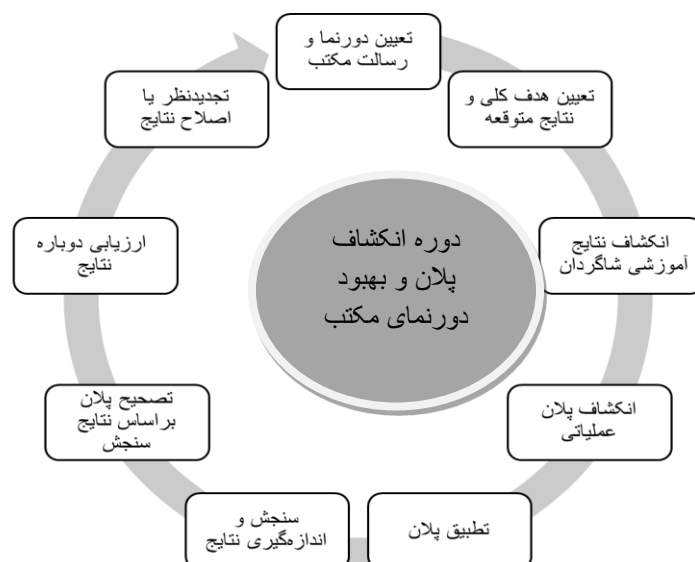 تعیین دورنما و
رسالت مکتب
تعیین هدف کلی و
نتایج متوقعه
انکشاف نتایج
آموزشی شاگردان
انکشاف پلان
عملیاتی
تطبیق پلان
سنجش و
اندازه‌گیری نتایج
تصحیح پلان
براساس نتایج
سنجش
ارزیابی دوباره
نتایج
تجدیدنظر یا
اصلاح نتایج
دوره انکشاف
پلان و بهبود
دورنمای مکتب